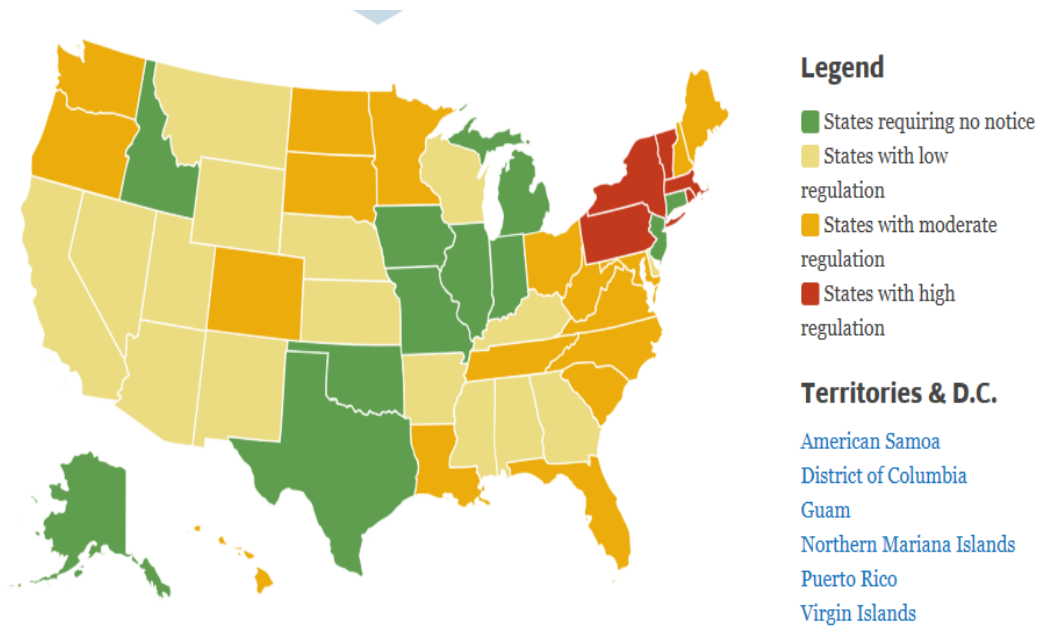 Legend
States requiring no notice
States with low
regulation
States with moderate
regulation
States with high
regulation
Territories & D.C.
American Samoa
District of Columbia
Guam
Northern Mariana Islands
Puerto Rico
Virgin Islands